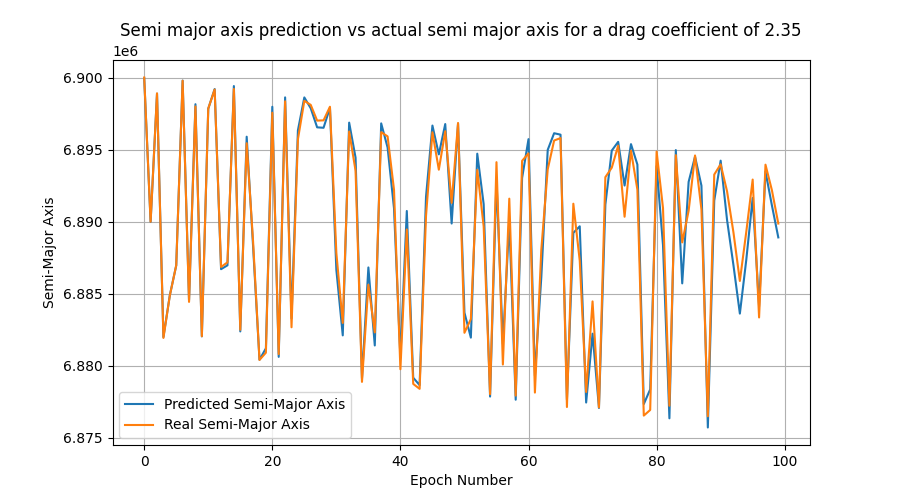 Semi major axis prediction vs actual semi major axis for a drag coefficient of 2.35
1e6
6.900
6.895
6.890
6.885
6.880
6.875
Semi-Major Axis
Predicted Semi-Major Axis
Real Semi-Major Axis
0 20 40 60 80 100
Epoch Number